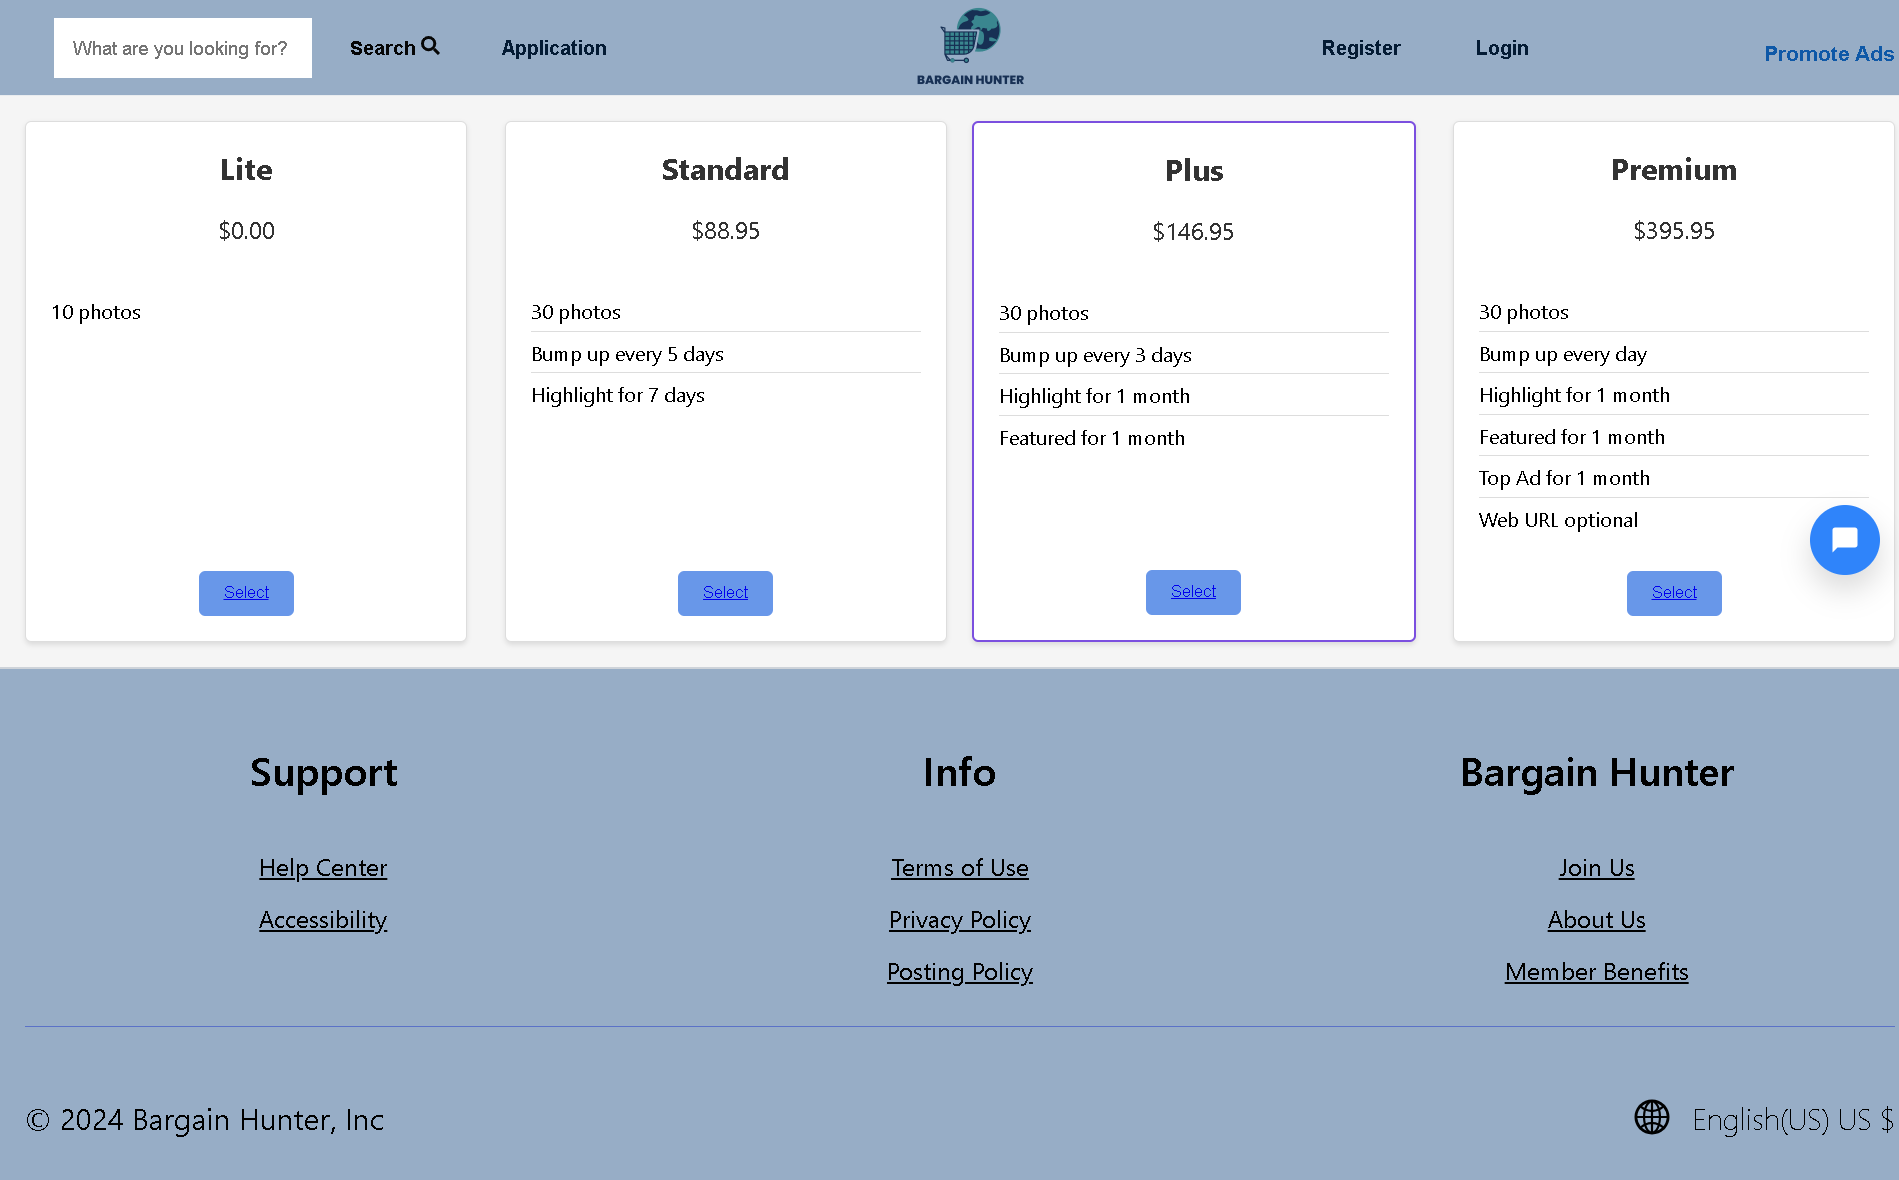 What are you looking for?
Search
Application
BARGAIN HUNTER
Register
Login
Promote Ads
Lite
$0.00
10 photos
Select
Standard
$88.95
30 photos
Bump up every 5 days
Highlight for 7 days
Select
Plus
$146.95
30 photos
Bump up every 3 days
Highlight for 1 month
Featured for 1 month
Select
Premium
$395.95
30 photos
Bump up every day
Highlight for 1 month
Featured for 1 month
Top Ad for 1 month
Web URL optional
Select
Support
Help Center
Accessibility
Info
Terms of Use
Privacy Policy
Posting Policy
Bargain Hunter
Join Us
About Us
Member Benefits
© 2024 Bargain Hunter, Inc
English(US) US $